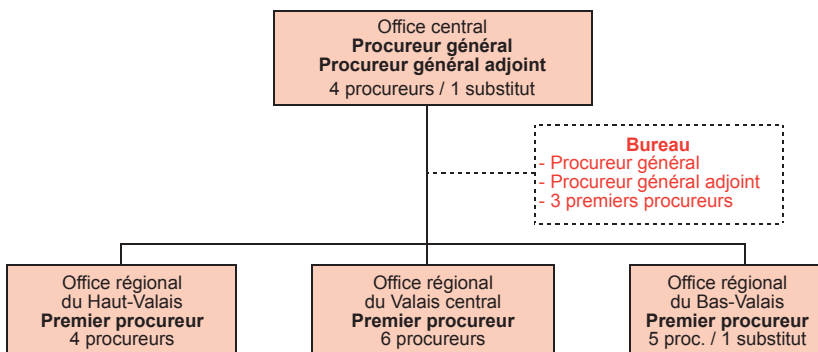 Office central
Procureur général
Procureur général adjoint
4 procureurs / 1 substitut
Bureau
- Procureur général
- Procureur général adjoint
- 3 premiers procureurs
Office régional
du Haut-Valais
Premier procureur
4 procureurs
Office régional
du Valais central
Premier procureur
6 procureurs
Office régional
du Bas-Valais
Premier procureur
5 proc. / 1 substitut